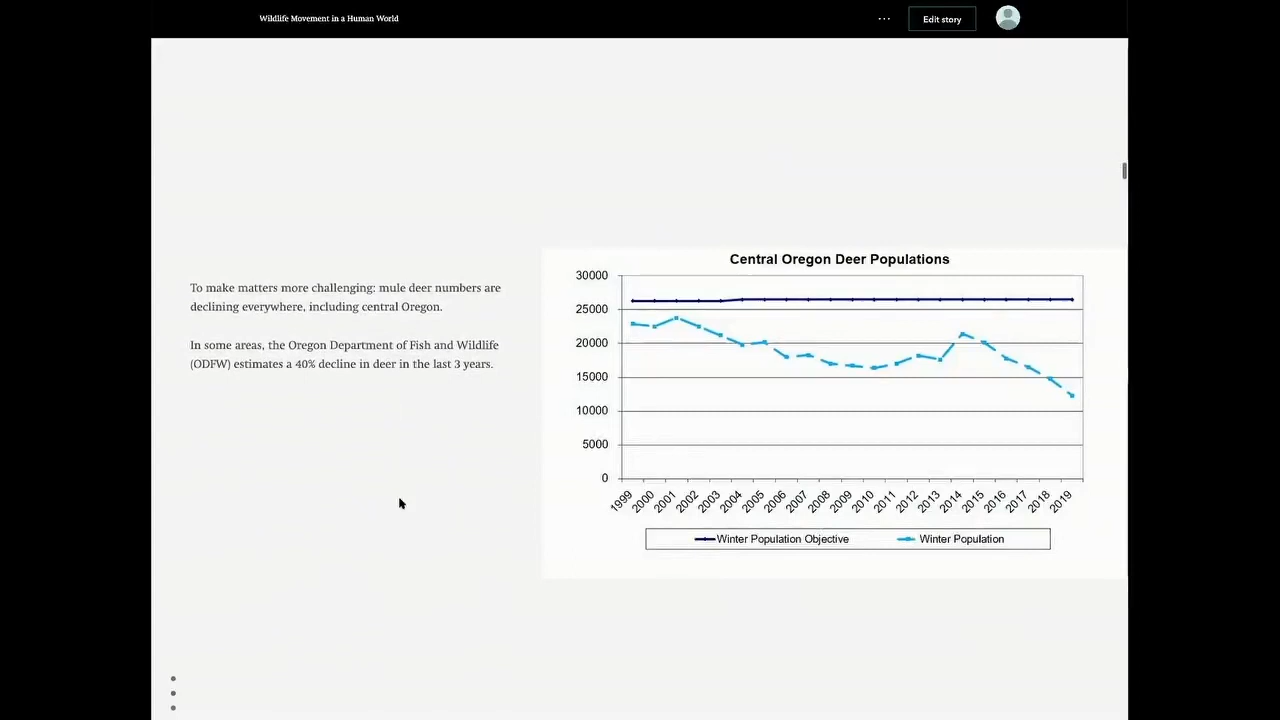 Wildlife Movement in a Human World
Edit story
To make matters more challenging: mule deer numbers are
declining everywhere, including central Oregon.
In some areas, the Oregon Department of Fish and Wildlife
(ODFW) estimates a 40% decline in deer in the last 3 years.
Central Oregon Deer Populations
30000
25000
20000
15000
10000
5000
0
1999 2000 2001 2002 2003 2004 2005 2006 2007 2008 2009 2010 2011 2012 2013 2014 2015 2016 2017 2018 2019
Winter Population Objective Winter Population